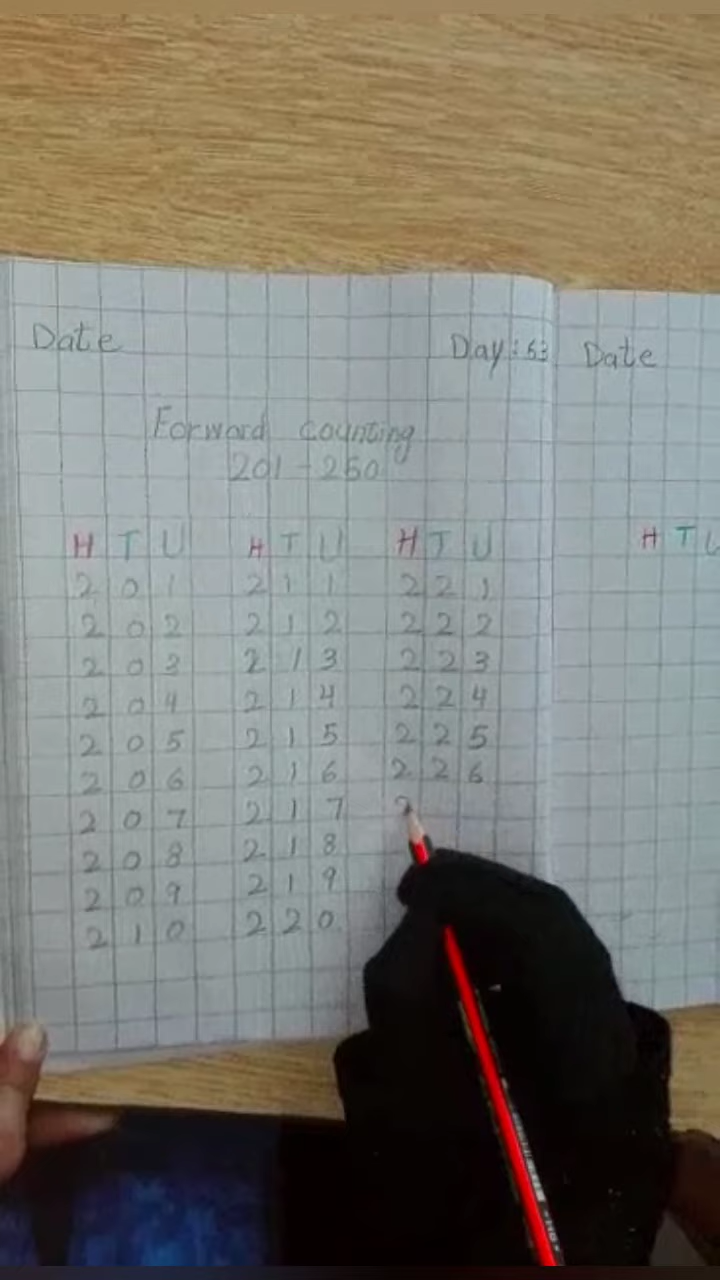 Date Day: 53 Date
Forward counting
201 - 250
H T U H T U H T U H T U
2 0 1 2 1 1 2 2 1
2 0 2 2 1 2 2 2 2
2 0 3 2 1 3 2 2 3
2 0 4 2 1 4 2 2 4
2 0 5 2 1 5 2 2 5
2 0 6 2 1 6 2 2 6
2 0 7 2 1 7 2
2 0 8 2 1 8
2 0 9 2 1 9
2 1 0 2 2 0